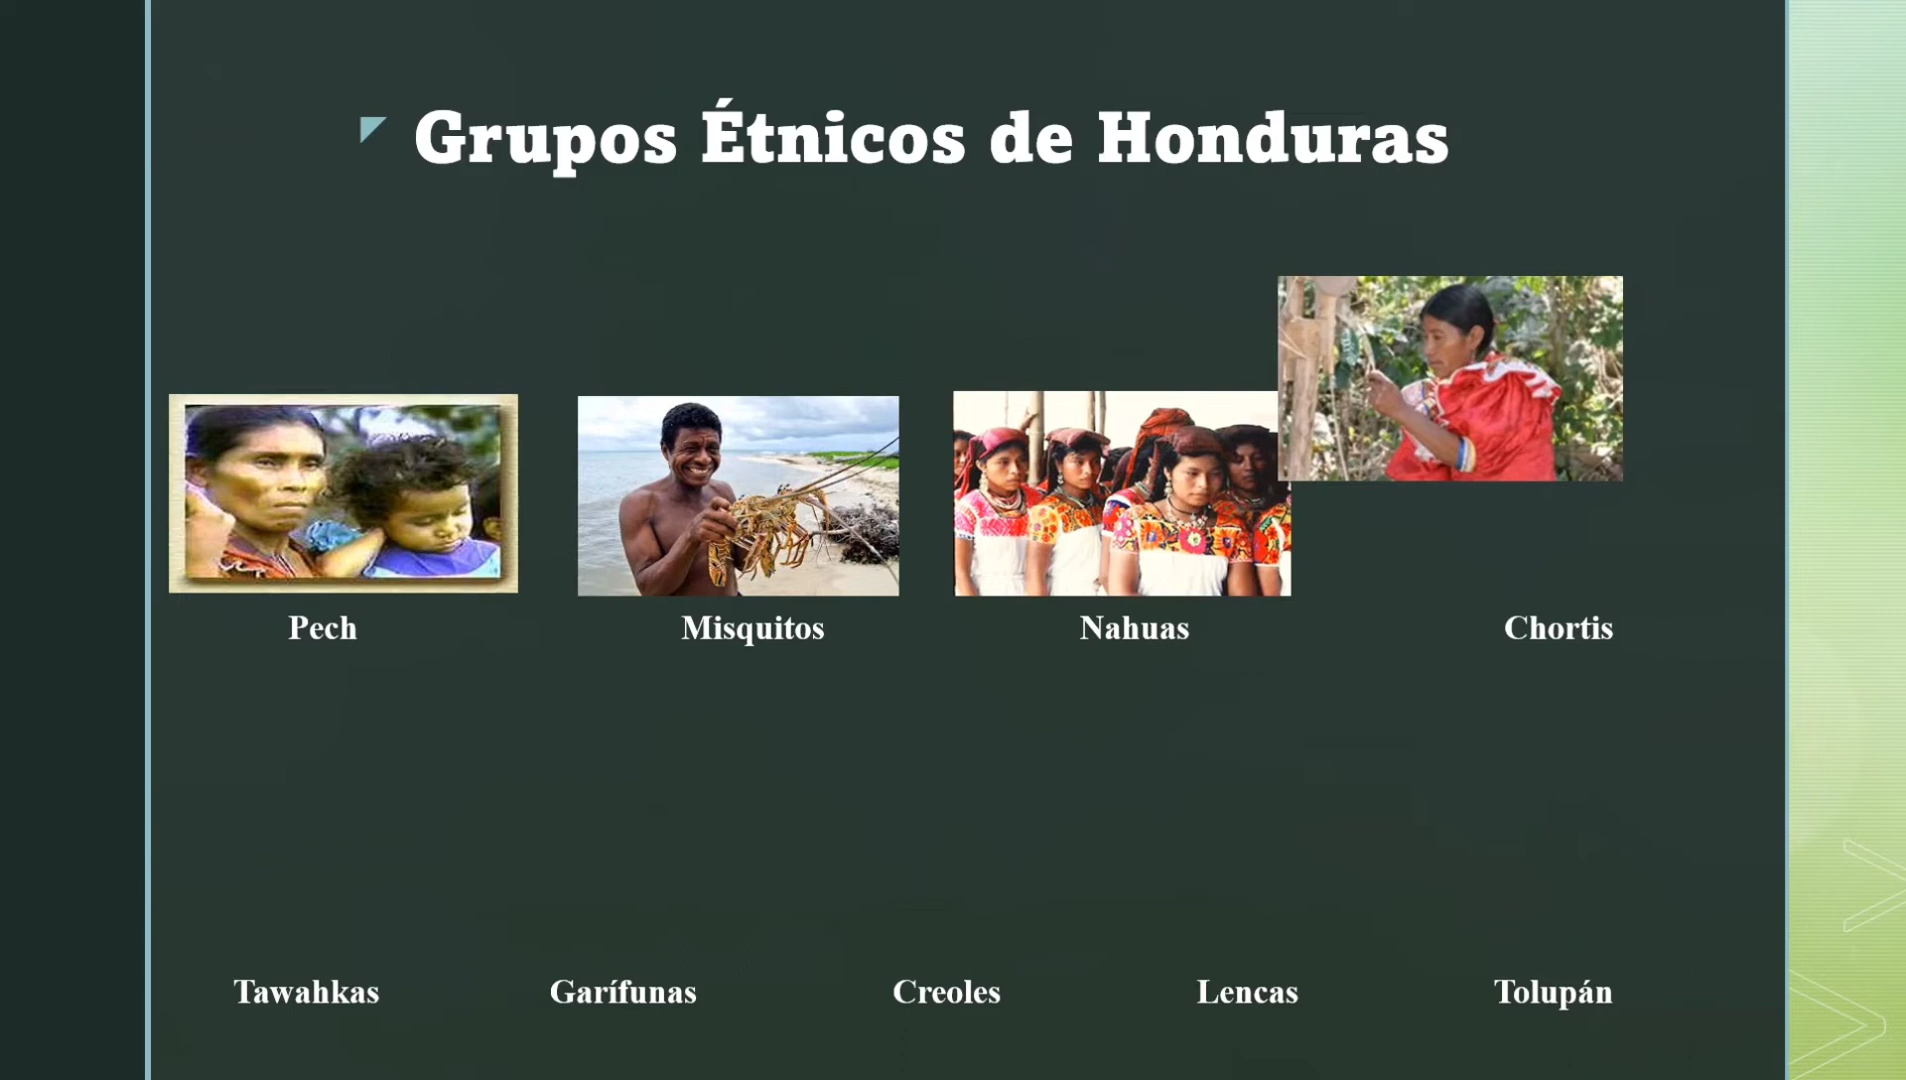 Grupos Étnicos de Honduras
Pech
Misquitos
Nahuas
Chortis
Tawahkas
Garífunas
Creoles
Lencas
Tolupán